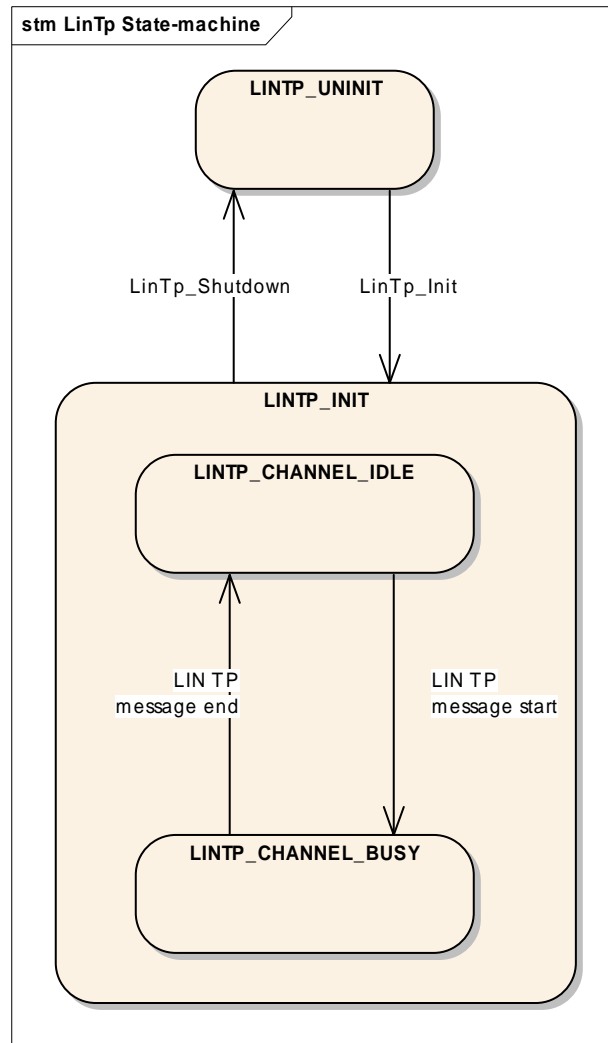 stm LinTp State-machine
LINTP_UNINIT
LinTp_Shutdown
LinTp_Init
LINTP_INIT
LINTP_CHANNEL_IDLE
LIN TP
message end
LIN TP
message start
LINTP_CHANNEL_BUSY